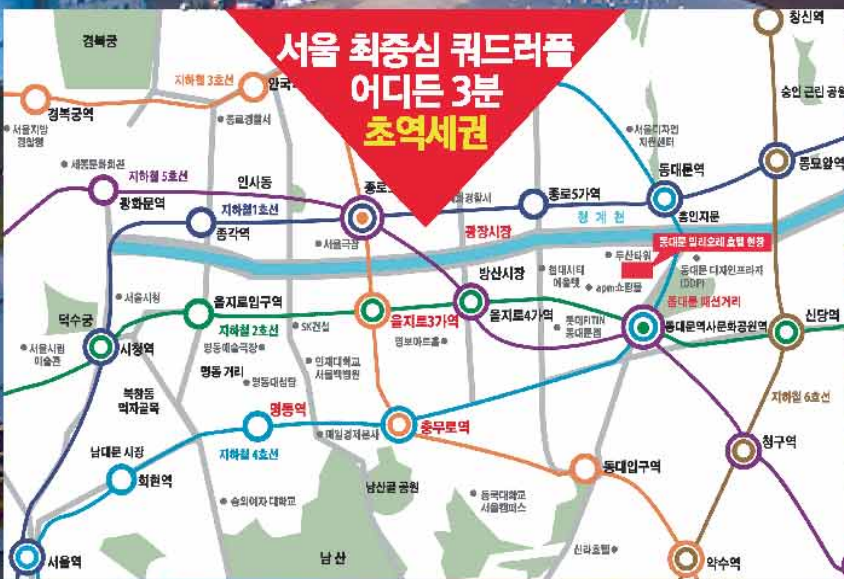 서울 최중심 쿼드러플
어디든 3분
초역세권
창신역
경복궁
지하철 3호선
안국
숭인 근린 공원
경복궁역
서울지방
경찰청
종로경찰서
서울디자인
지원센터
동대문역
동묘앞역
세종문화회관
지하철 5호선
인사동
광화문역
지하철1호선
종로
경찰서
종로5가역
흥인지문
종각역
청계천
서울극장
광장시장
동대문 밀리오레 호텔 현장
두산타워
방산시장
동대문 디자인프라자
(DDP)
apm쇼핑몰
을지로입구역
서울시청
동대문 패션거리
덕수궁
을지로3가역
을지로4가역
신당역
지하철 2호선
SK건설
롯데FITIN
동대문점
동대문역사문화공원역
시청역
서울시립
미술관
명동예술극장
명보아트홀
인제대학교
서울백병원
명동 거리
명동대성당
북창동
먹자골목
지하철 6호선
명동역
충무로역
매일경제본사
청구역
남대문 시장
지하철 4호선
회현역
동대입구역
남산골 공원
숭의여자 대학교
동국대학교
서울캠퍼스
서울역
남산
신라호텔
약수역